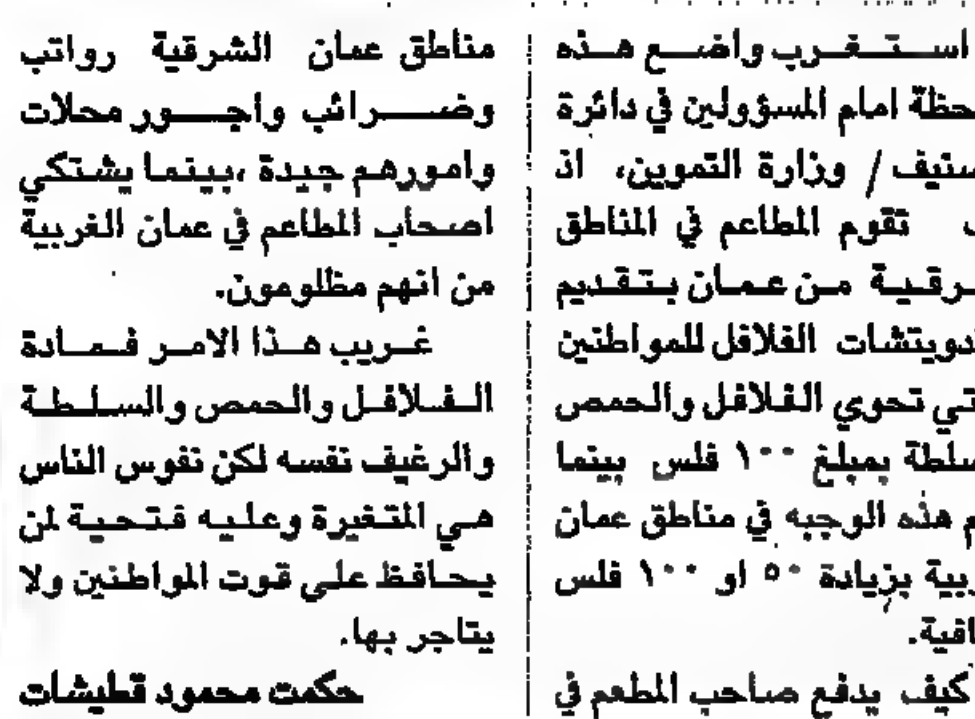 استغرب واضع هذه
امام المسؤولين في دائرة
/ وزارة التموين، اذ
تقوم المطاعم في المناطق
من عمان بتقديم
الفلافل للمواطنين
تحوي الفلافل والحمص
بمبلغ ١٠٠ فلس بينما
هذه الوجبه في مناطق عمان
بزيادة ٥٠ او ١٠٠ فلس
كيف يدفع صاحب المطعم في
مناطق عمان الشرقية رواتب
وضرائب واجور محلات
وامورهم جيدة ،بينما يشتكي
اصحاب المطاعم في عمان الغربية
من انهم مظلومون.
غريب هذا الامر فمادة
الفلافل والحمص والسلطة
والرغيف نفسه لكن نفوس الناس
هي المتغيرة وعليه فتحية لمن
يحافظ على قوت المواطنين ولا
يتاجر بها.
حكمت محمود قطيشات